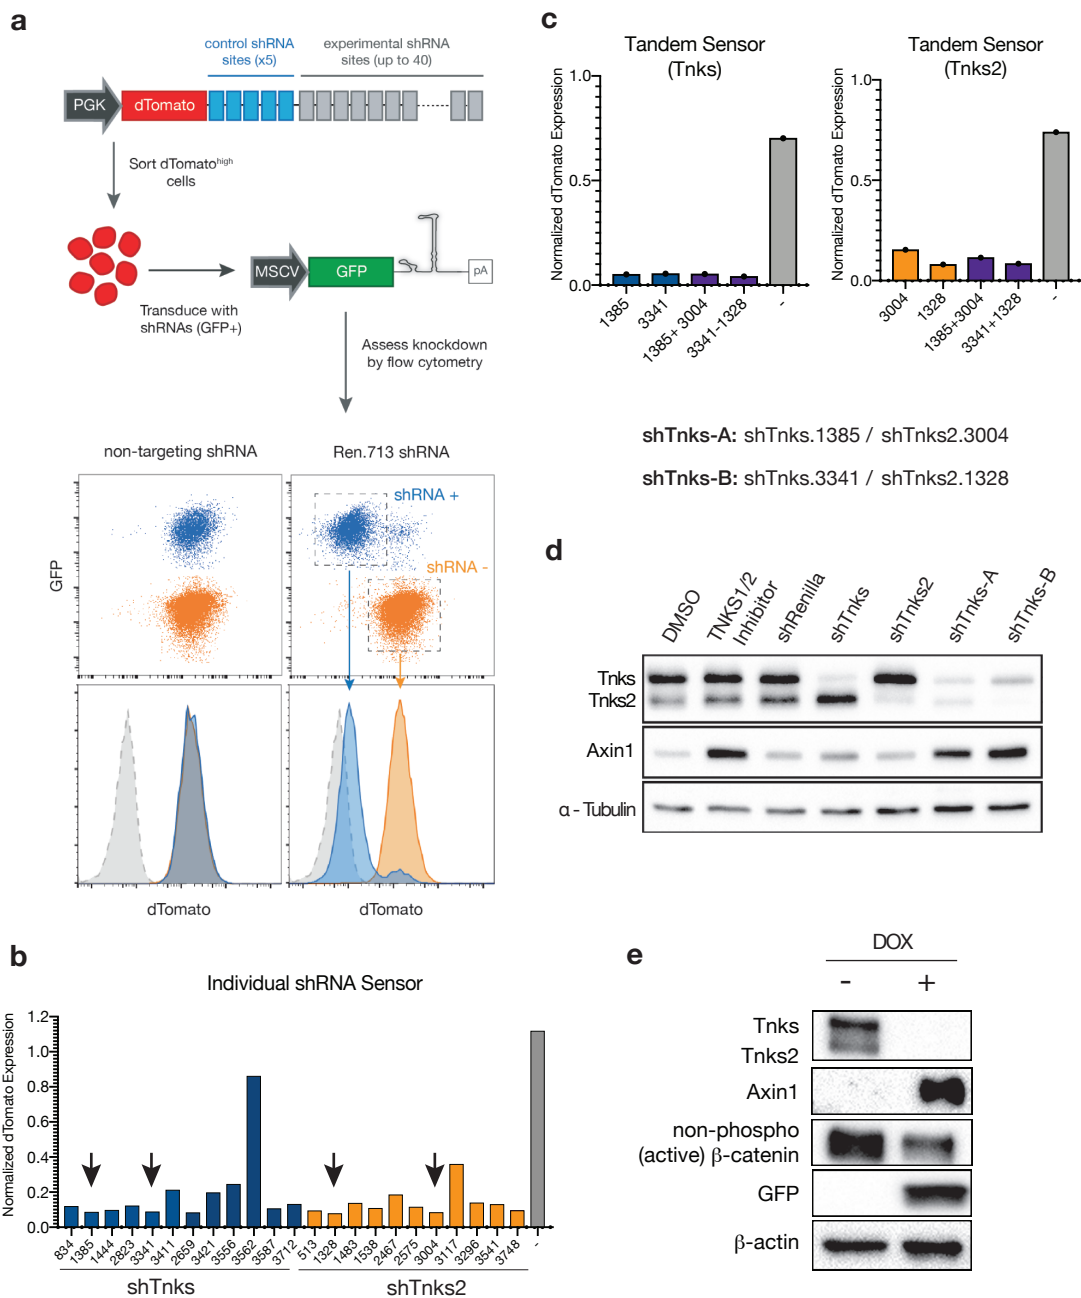 a
control shRNA
sites (x5)
experimental shRNA
sites (up to 40)
PGK
dTomato
Sort dTomatohigh
cells
MSCV
GFP
pA
Transduce with
shRNAs (GFP+)
Assess knockdown
by flow cytometry
non-targeting shRNA
Ren.713 shRNA
shRNA +
shRNA -
GFP
dTomato
dTomato
b
Individual shRNA Sensor
Normalized dTomato Expression
1.2
1.0
0.8
0.6
0.4
0.2
0.0
834
1385
1444
2823
3341
3411
2659
3421
3556
3562
3587
3712
513
1328
1483
1538
2467
2575
3004
3117
3296
3541
3748
-
shTnks
shTnks2
c
Tandem Sensor
(Tnks)
Normalized dTomato Expression
1.0
0.5
0.0
1385
3341
1385+ 3004
3341-1328
-
Tandem Sensor
(Tnks2)
Normalized dTomato Expression
1.0
0.5
0.0
3004
1328
1385+3004
3341+1328
-
shTnks-A: shTnks.1385 / shTnks2.3004
shTnks-B: shTnks.3341 / shTnks2.1328
d
DMSO
TNKS1/2
Inhibitor
shRenilla
shTnks
shTnks2
shTnks-A
shTnks-B
Tnks
Tnks2
Axin1
α - Tubulin
e
DOX
- +
Tnks
Tnks2
Axin1
non-phospho
(active) β-catenin
GFP
β-actin